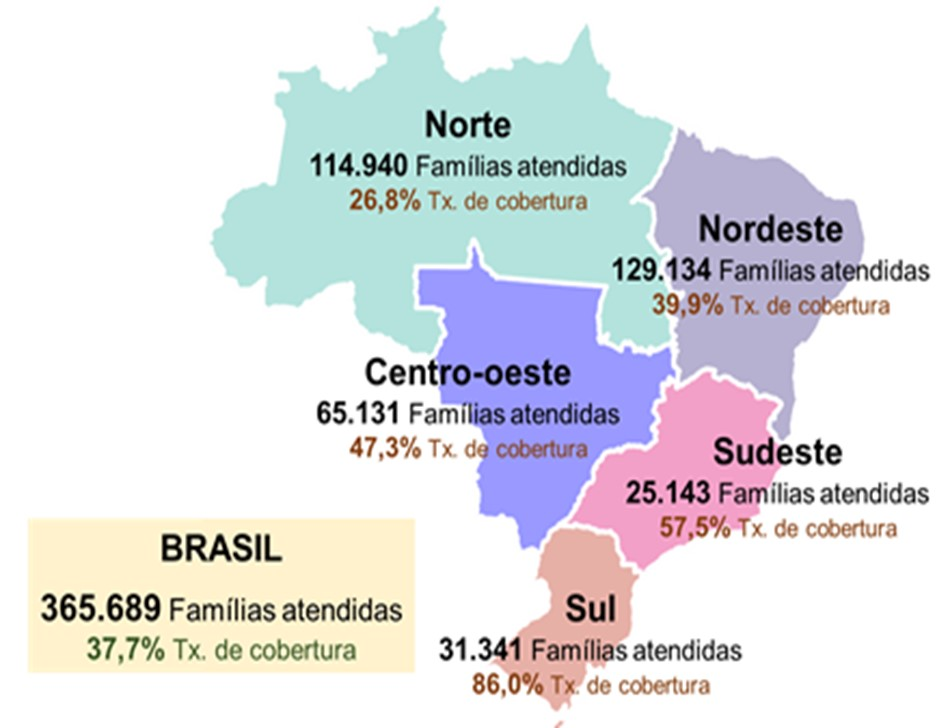 Norte
114.940 Famílias atendidas
26,8% Tx. de cobertura
Nordeste
129.134 Famílias atendidas
39,9% Tx. de cobertura
Centro-oeste
65.131 Famílias atendidas
47,3% Tx. de cobertura
Sudeste
25.143 Famílias atendidas
57,5% Tx. de cobertura
BRASIL
365.689 Famílias atendidas
37,7% Tx. de cobertura
Sul
31.341 Famílias atendidas
86,0% Tx. de cobertura